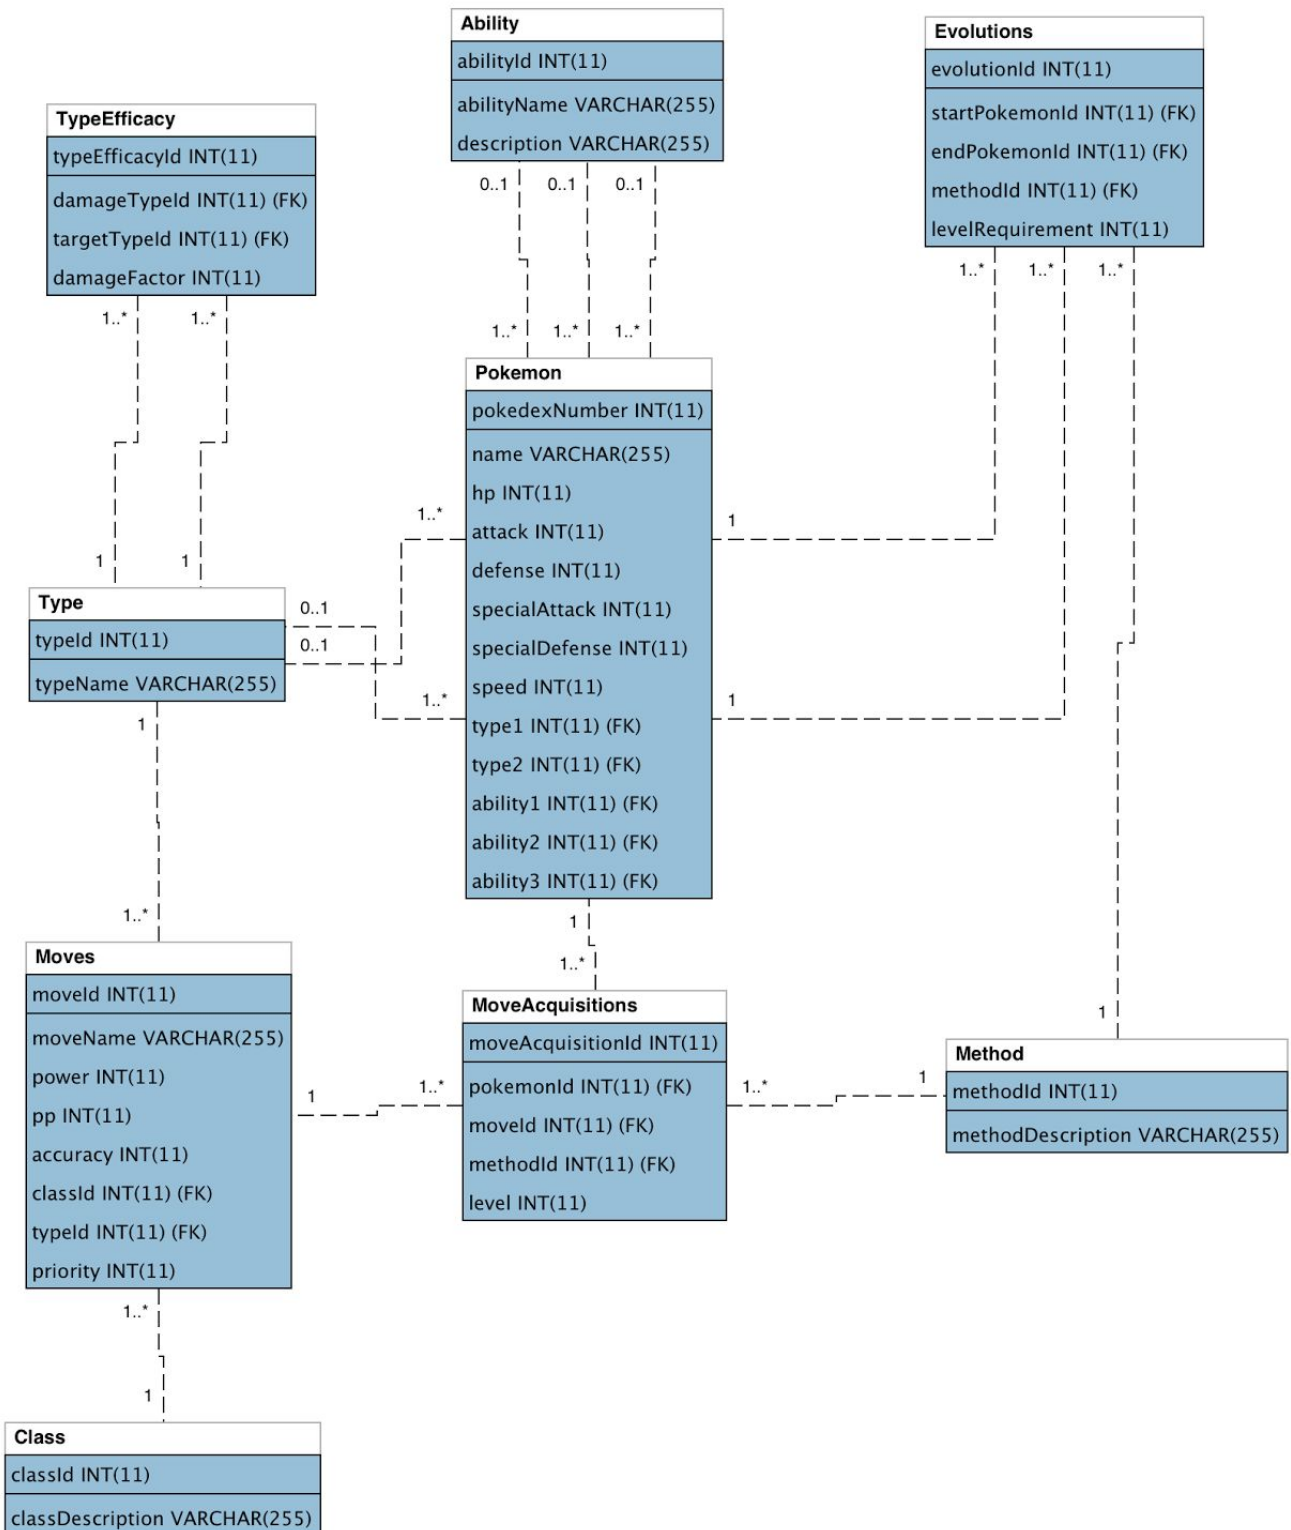 Ability
abilityId INT(11)
abilityName VARCHAR(255)
description VARCHAR(255)
0..1
0..1
0..1
1..*
1..*
1..*
Evolutions
evolutionId INT(11)
startPokemonId INT(11) (FK)
endPokemonId INT(11) (FK)
methodId INT(11) (FK)
levelRequirement INT(11)
1..*
1..*
1..*
TypeEfficacy
typeEfficacyId INT(11)
damageTypeId INT(11) (FK)
targetTypeId INT(11) (FK)
damageFactor INT(11)
1..*
1..*
1
1
Pokemon
pokedexNumber INT(11)
name VARCHAR(255)
hp INT(11)
attack INT(11)
defense INT(11)
specialAttack INT(11)
specialDefense INT(11)
speed INT(11)
type1 INT(11) (FK)
type2 INT(11) (FK)
ability1 INT(11) (FK)
ability2 INT(11) (FK)
ability3 INT(11) (FK)
1..*
1..*
1
1
1
1..*
Type
typeId INT(11)
typeName VARCHAR(255)
0..1
0..1
1
1..*
Moves
moveId INT(11)
moveName VARCHAR(255)
power INT(11)
pp INT(11)
accuracy INT(11)
classId INT(11) (FK)
typeId INT(11) (FK)
priority INT(11)
1
1..*
1..*
1
MoveAcquisitions
moveAcquisitionId INT(11)
pokemonId INT(11) (FK)
moveId INT(11) (FK)
methodId INT(11) (FK)
level INT(11)
1..*
1
1
Method
methodId INT(11)
methodDescription VARCHAR(255)
Class
classId INT(11)
classDescription VARCHAR(255)